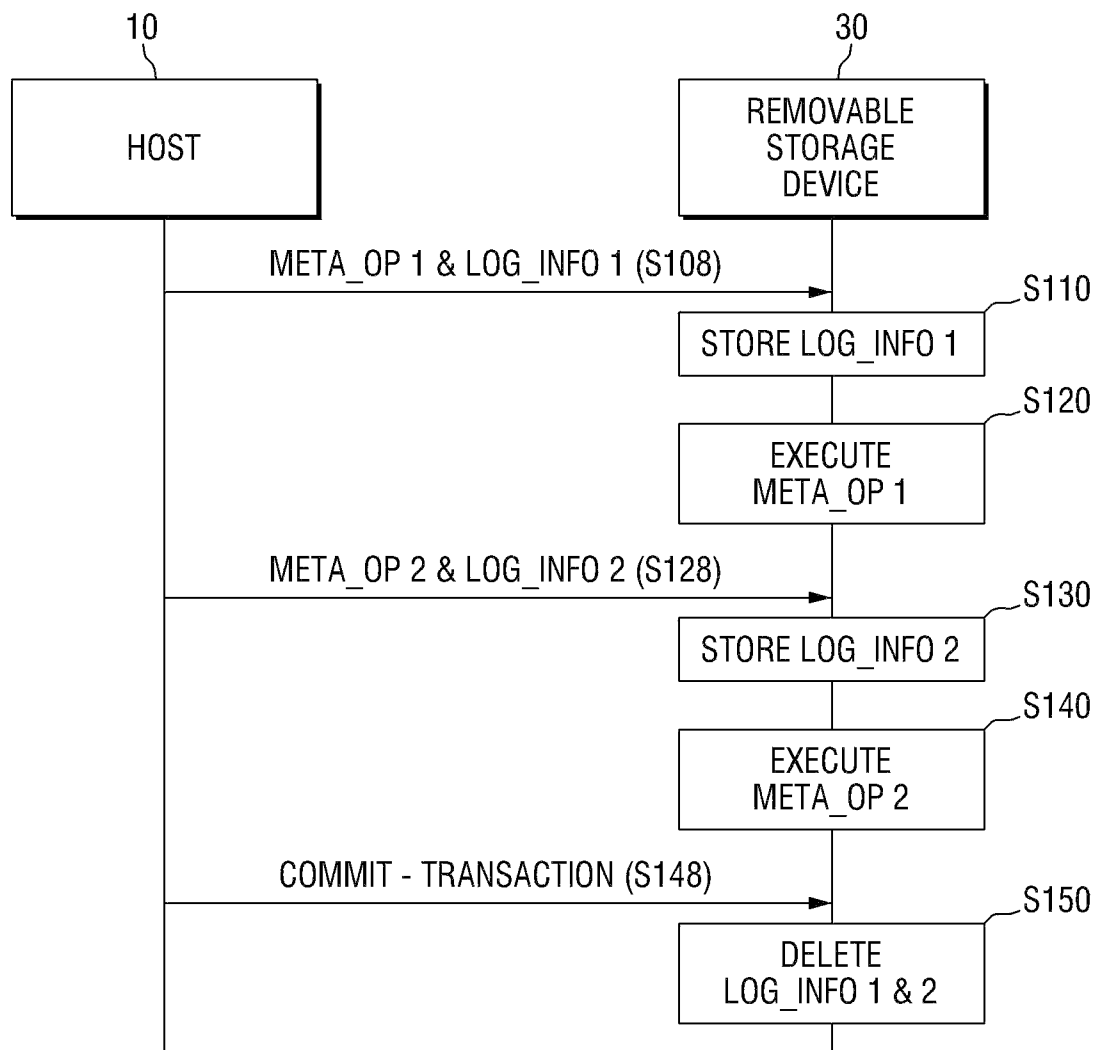 10
30
HOST
REMOVABLE
STORAGE
DEVICE
META_OP 1 & LOG_INFO 1 (S108)
S110
STORE LOG_INFO 1
S120
EXECUTE
META_OP 1
META_OP 2 & LOG_INFO 2 (S128)
S130
STORE LOG_INFO 2
S140
EXECUTE
META_OP 2
COMMIT - TRANSACTION (S148)
S150
DELETE
LOG_INFO 1 & 2